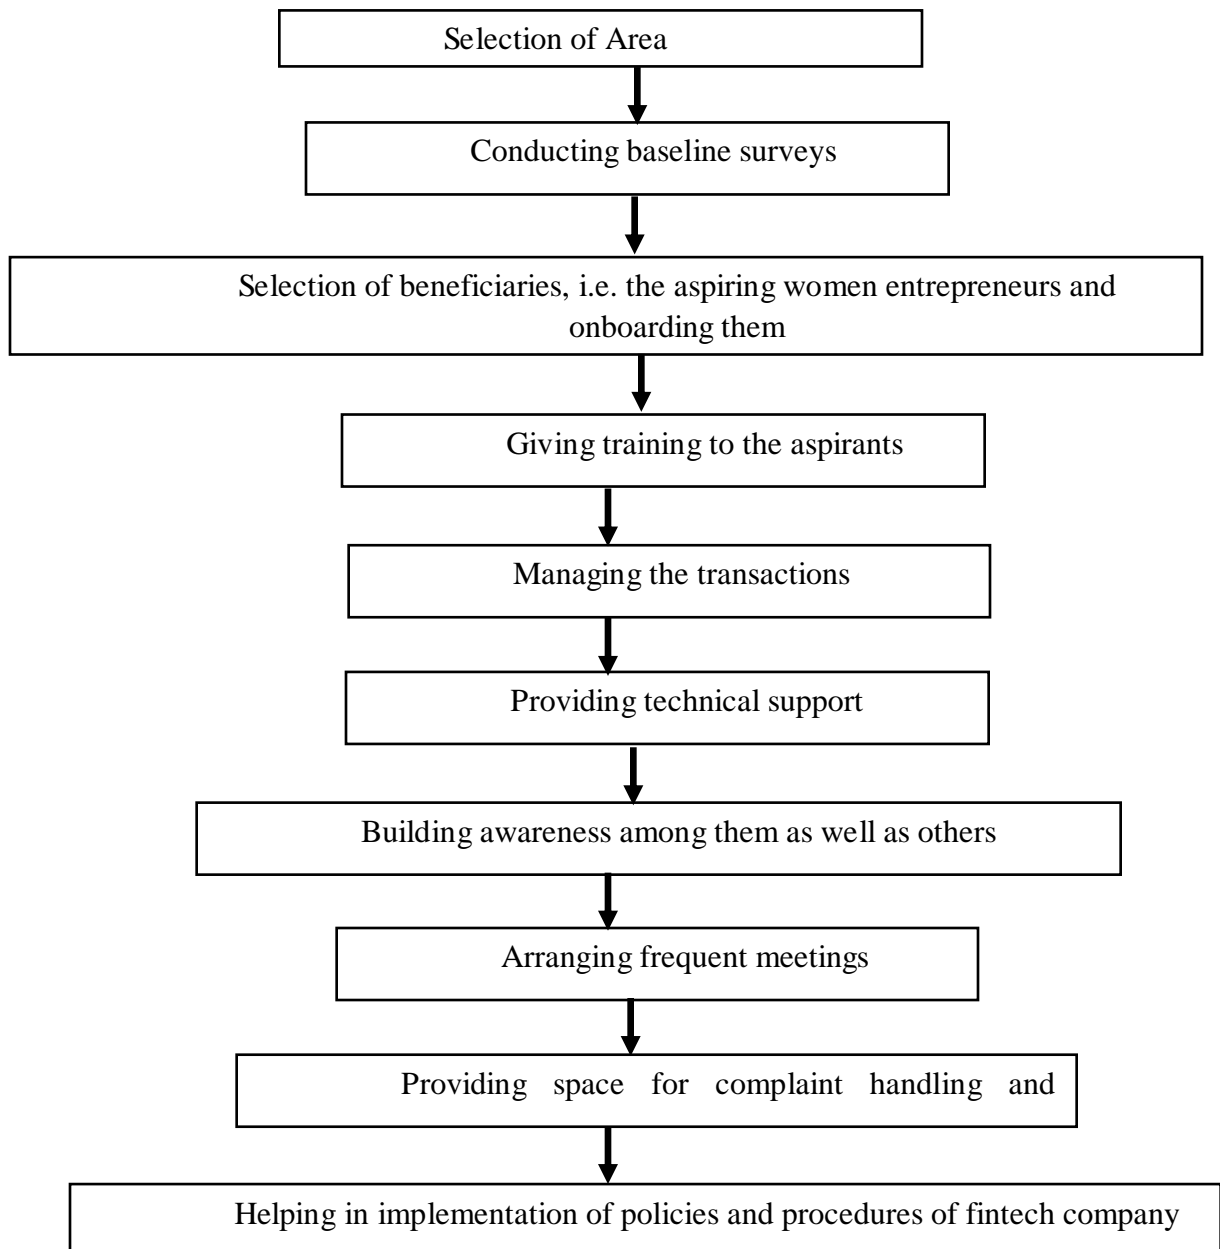 Selection of Area
Conducting baseline surveys
Selection of beneficiaries, i.e. the aspiring women entrepreneurs and
onboarding them
Giving training to the aspirants
Managing the transactions
Providing technical support
Building awareness among them as well as others
Arranging frequent meetings
Providing space for complaint handling and
Helping in implementation of policies and procedures of fintech company